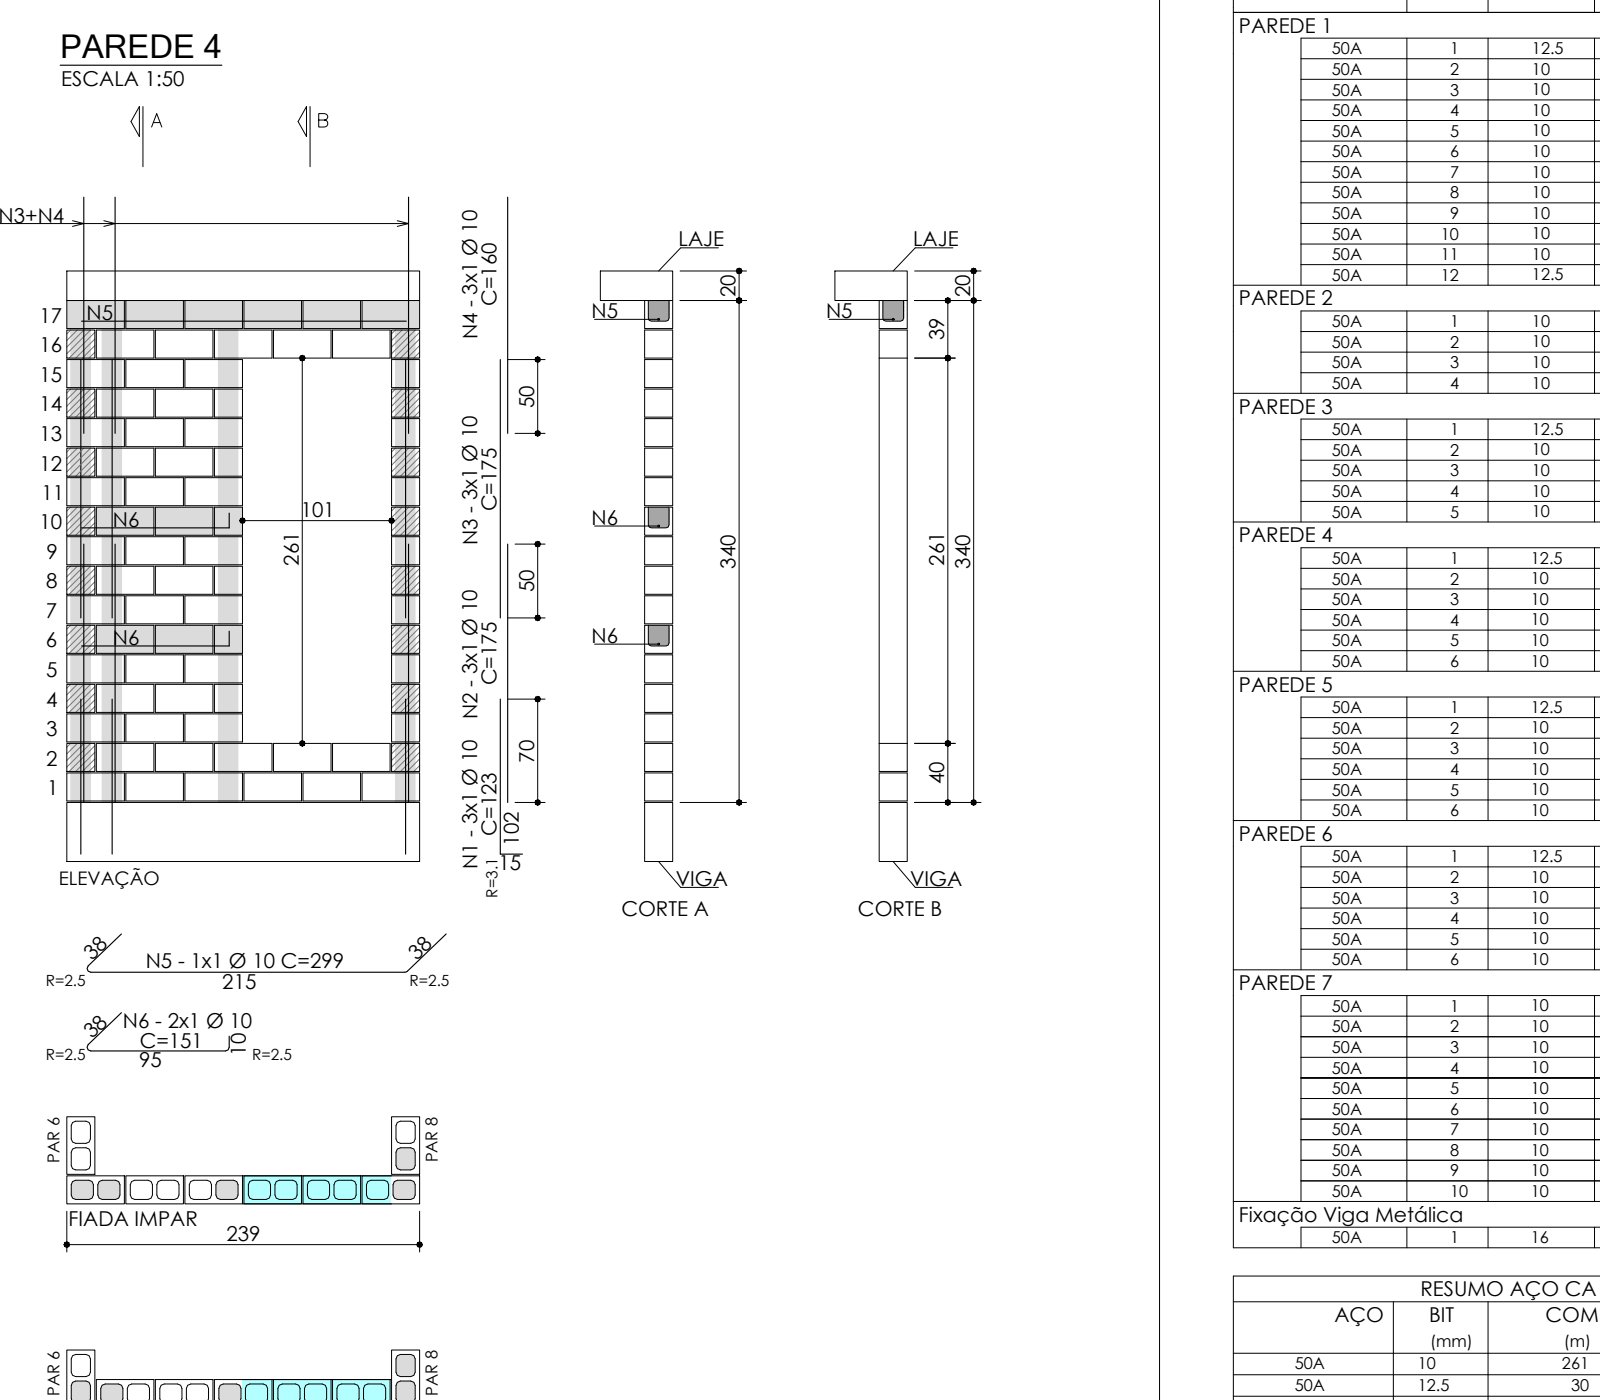 PAREDE 4
ESCALA 1:50
A
B
N3+N4
17
N5
16
15
14
13
12
11
10
N6
9
8
7
6
N6
5
4
3
2
1
101
261
ELEVAÇÃO
N4 - 3x1 Ø 10
C=160
50
N3 - 3x1 Ø 10
C=175
50
N2 - 3x1 Ø 10
C=175
70
N1 - 3x1 Ø 10
C=123
102
15
R=3.1
LAJE
20
N5
N6
N6
340
VIGA
CORTE A
LAJE
20
N5
39
261
340
40
VIGA
CORTE B
38
N5 - 1x1 Ø 10 C=299
38
R=2.5
215
R=2.5
38
N6 - 2x1 Ø 10
C=151
10
R=2.5
95
R=2.5
PAR 6
PAR 8
FIADA IMPAR
239
PAR 6
PAR 8
PAREDE 1
50A 1 12.5
50A 2 10
50A 3 10
50A 4 10
50A 5 10
50A 6 10
50A 7 10
50A 8 10
50A 9 10
50A 10 10
50A 11 10
50A 12 12.5
PAREDE 2
50A 1 10
50A 2 10
50A 3 10
50A 4 10
PAREDE 3
50A 1 12.5
50A 2 10
50A 3 10
50A 4 10
50A 5 10
PAREDE 4
50A 1 12.5
50A 2 10
50A 3 10
50A 4 10
50A 5 10
50A 6 10
PAREDE 5
50A 1 12.5
50A 2 10
50A 3 10
50A 4 10
50A 5 10
50A 6 10
PAREDE 6
50A 1 12.5
50A 2 10
50A 3 10
50A 4 10
50A 5 10
50A 6 10
PAREDE 7
50A 1 10
50A 2 10
50A 3 10
50A 4 10
50A 5 10
50A 6 10
50A 7 10
50A 8 10
50A 9 10
50A 10 10
Fixação Viga Metálica
50A 1 16
RESUMO AÇO CA
AÇO BIT COM
(mm) (m)
50A 10 261
50A 12.5 30